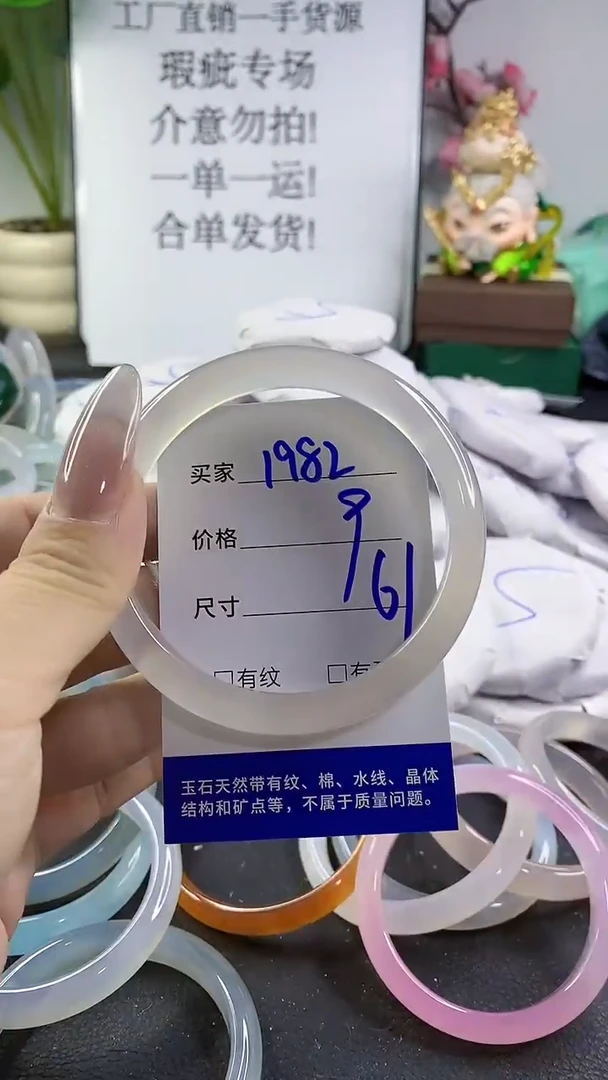 工厂直销一手货源
瑕疵专场
介意勿拍!
一单一运!
合单发货!
买家 1982
价格 9
尺寸 61
□有纹 □有
玉石天然带有纹、棉、水线、晶体
结构和矿点等，不属于质量问题。